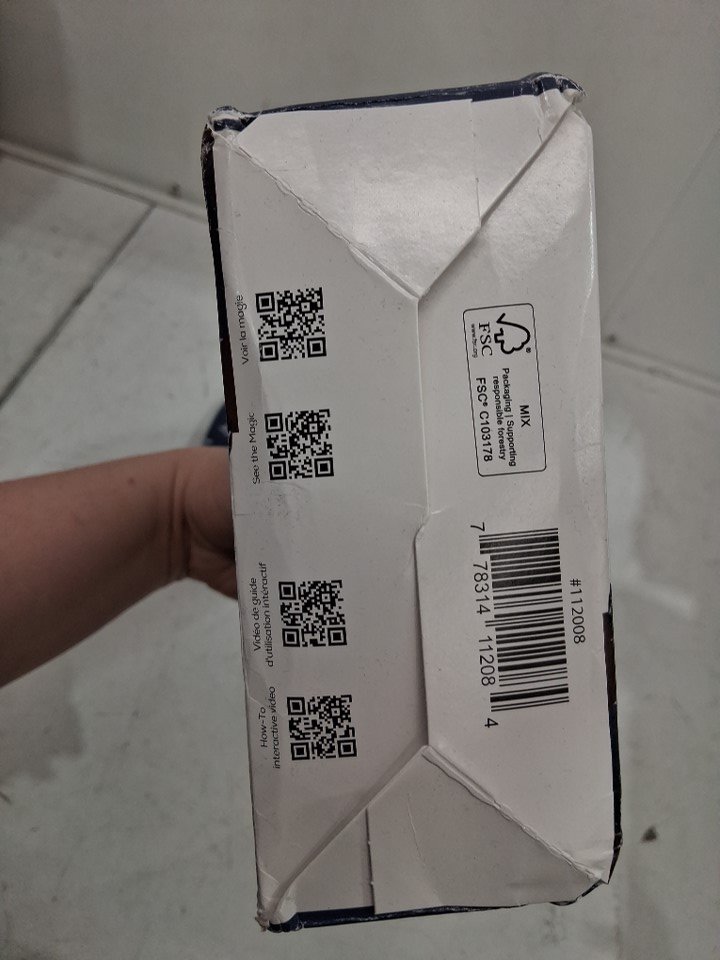 Voir la magie
See the Magic
Vidéo de guide
d'utilisation interactif
How-To
interactive video
FSC
www.fsc.org
MIX
Packaging | Supporting
responsible forestry
FSC® C103178
#112008
7 78314 11208 4